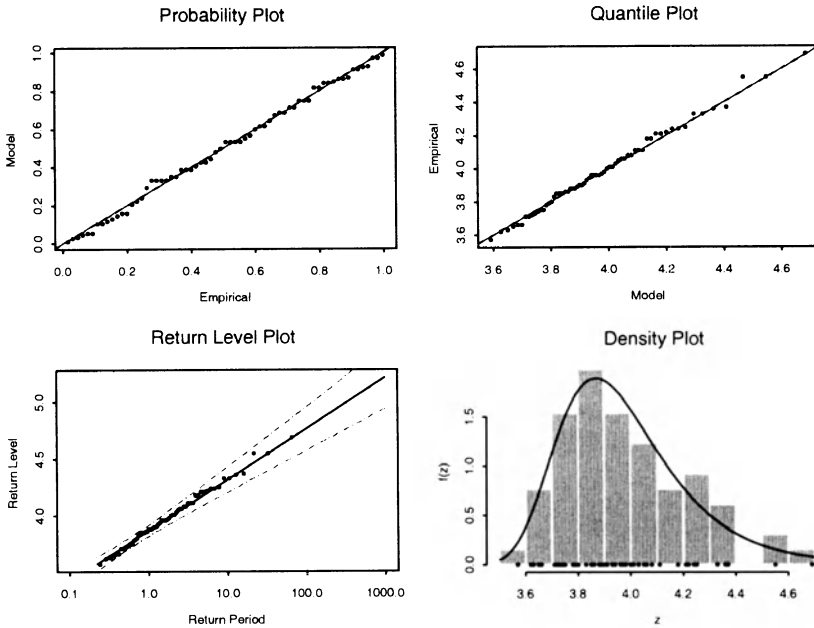 Probability Plot
Model
0.0 0.2 0.4 0.6 0.8 1.0
0.0 0.2 0.4 0.6 0.8 1.0
Empirical
Quantile Plot
Empirical
3.6 3.8 4.0 4.2 4.4 4.6
3.6 3.8 4.0 4.2 4.4 4.6
Model
Return Level Plot
Return Level
4.0 4.5 5.0
0.1 1.0 10.0 100.0 1000.0
Return Period
Density Plot
f(z)
0.0 0.5 1.0 1.5
3.6 3.8 4.0 4.2 4.4 4.6
z